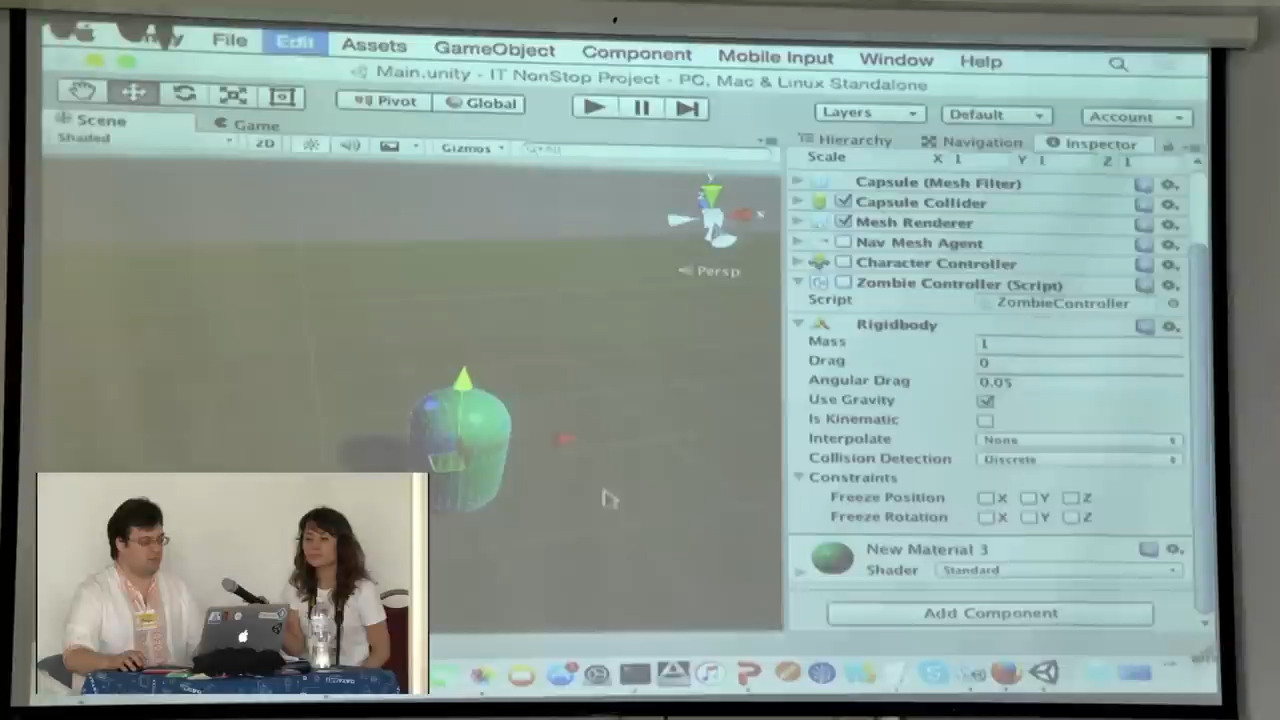 File Edit Assets GameObject Component Mobile Input Window Help
Main.unity - IT NonStop Project - PC, Mac & Linux Standalone
Pivot Global Layers Default Account
Scene Game Hierarchy Navigation Inspector
Shaded 2D Gizmos
Scale X 1 Y 1 Z 1
Capsule (Mesh Filter)
Capsule Collider
Mesh Renderer
Nav Mesh Agent
Character Controller
Zombie Controller (Script)
Script ZombieController
Rigidbody
Mass 1
Drag 0
Angular Drag 0.05
Use Gravity
Is Kinematic
Interpolate None
Collision Detection Discrete
Constraints
Freeze Position X Y Z
Freeze Rotation X Y Z
New Material 3
Shader Standard
Add Component
y
x
Persp